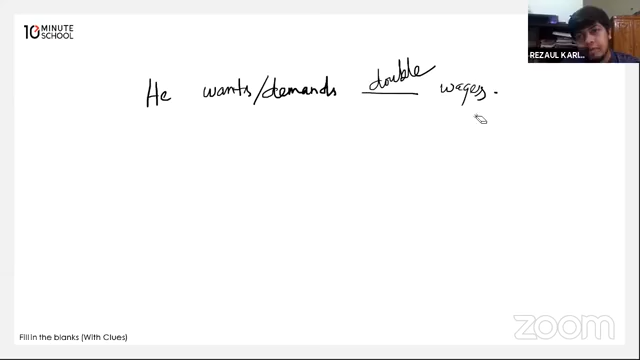 10 MINUTE SCHOOL
REZAUL KARI...
He wants/demands double wages.
Fill in the blanks (With Clues)
zoom